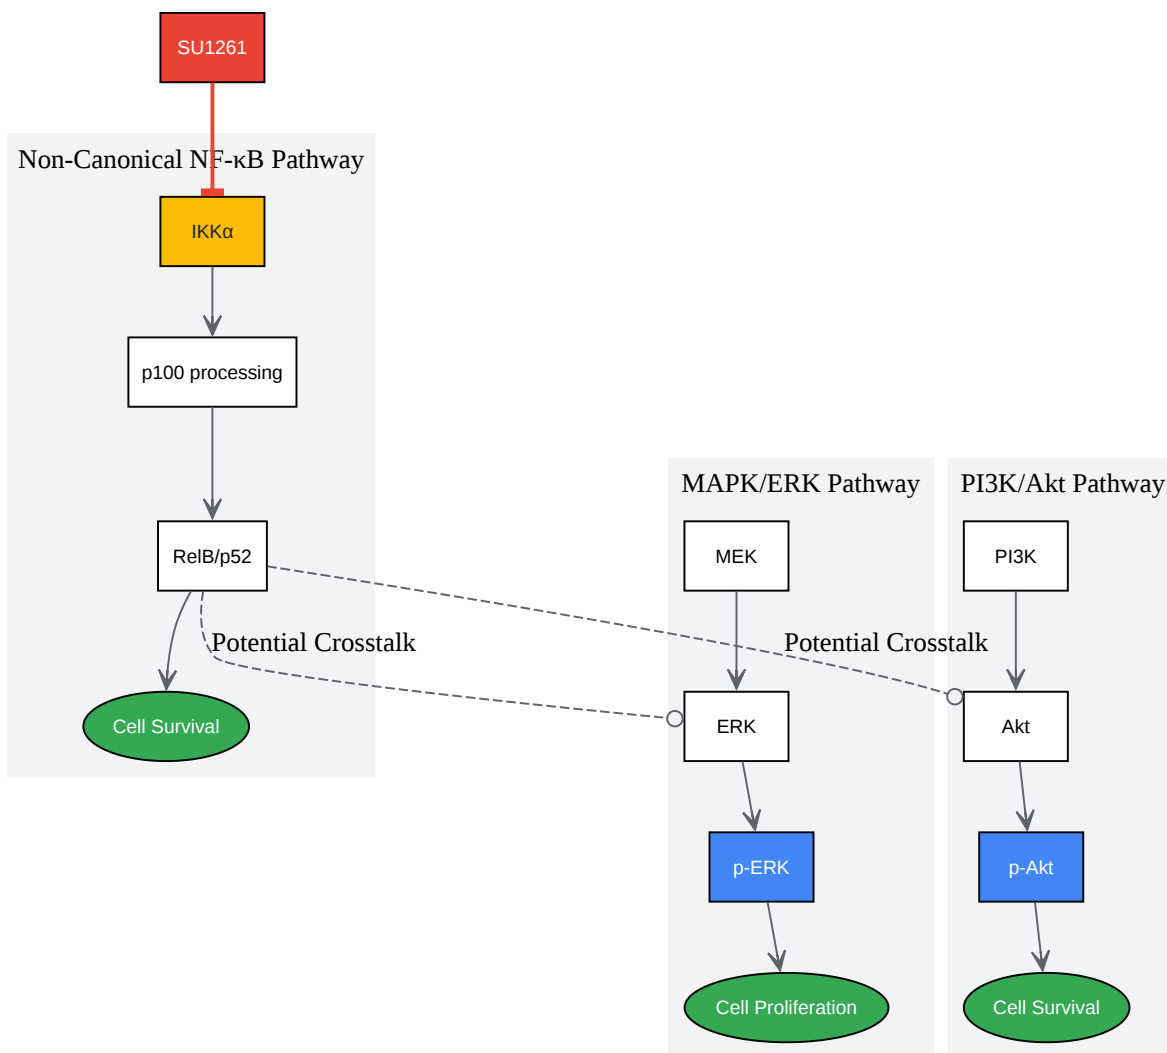 SU1261
Non-Canonical NF-κB Pathway
IKKα
p100 processing
RelB/p52
Potential Crosstalk
Cell Survival
MAPK/ERK Pathway
MEK
ERK
p-ERK
Cell Proliferation
PI3K/Akt Pathway
PI3K
Potential Crosstalk
Akt
p-Akt
Cell Survival